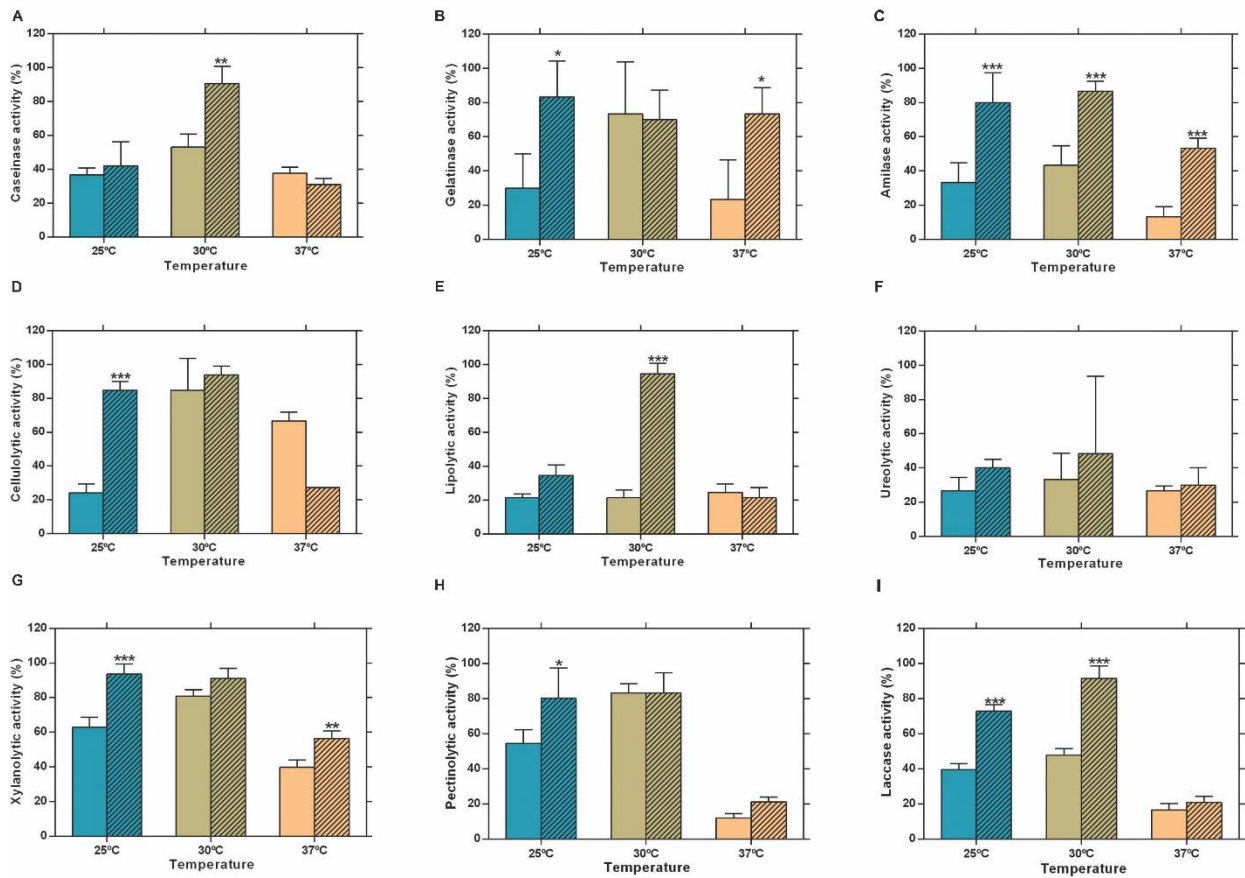 A
Caseinase activity (%)
120
100
80
60
40
20
0
**
25ºC 30ºC 37ºC
Temperature
B
Gelatinase activity (%)
120
100
80
60
40
20
0
* *
25ºC 30ºC 37ºC
Temperature
C
Amilase activity (%)
120
100
80
60
40
20
0
*** *** ***
25ºC 30ºC 37ºC
Temperature
D
Cellulolytic activity (%)
120
100
80
60
40
20
0
***
25ºC 30ºC 37ºC
Temperature
E
Lipolytic activity (%)
120
100
80
60
40
20
0
***
25ºC 30ºC 37ºC
Temperature
F
Ureolytic activity (%)
120
100
80
60
40
20
0
25ºC 30ºC 37ºC
Temperature
G
Xylanolytic activity (%)
120
100
80
60
40
20
0
*** **
25ºC 30ºC 37ºC
Temperature
H
Pectinolytic activity (%)
120
100
80
60
40
20
0
*
25ºC 30ºC 37ºC
Temperature
I
Laccase activity (%)
120
100
80
60
40
20
0
*** ***
25ºC 30ºC 37ºC
Temperature